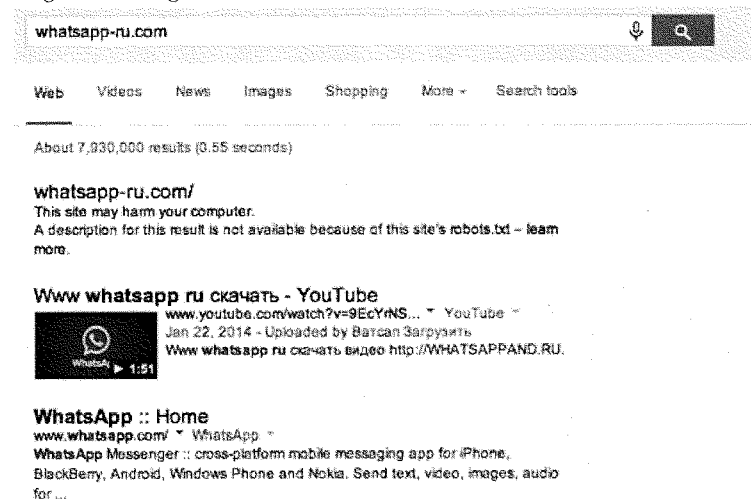 whatsapp-ru.com
Web Videos News Images Shopping More Search tools
About 7,930,000 results (0.55 seconds)
whatsapp-ru.com/
This site may harm your computer.
A description for this result is not available because of this site's robots.txt – learn
more.
Www whatsapp ru скачать - YouTube
www.youtube.com/watch?v=9EcYrNS... YouTube
Jan 22, 2014 - Uploaded by Ватсап Загрузить
Www whatsapp ru скачать видео http://WHATSAPPAND.RU.
1:51
WhatsApp :: Home
www.whatsapp.com/ WhatsApp
WhatsApp Messenger :: cross-platform mobile messaging app for iPhone,
BlackBerry, Android, Windows Phone and Nokia. Send text, video, images, audio
for ...